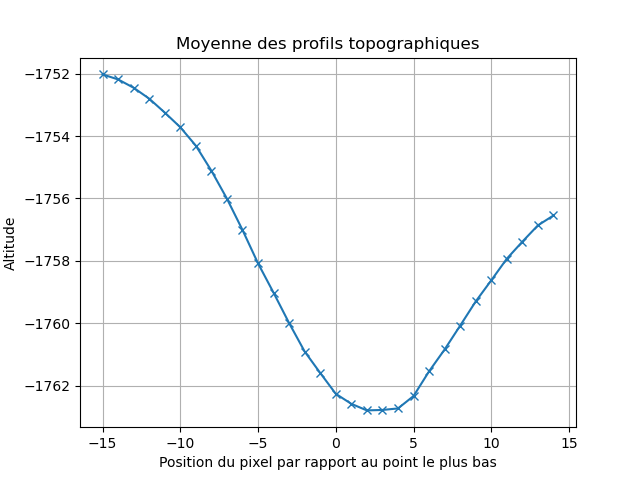 Moyenne des profils topographiques
−1752
−1754
−1756
−1758
−1760
−1762
Altitude
−15 −10 −5 0 5 10 15
Position du pixel par rapport au point le plus bas